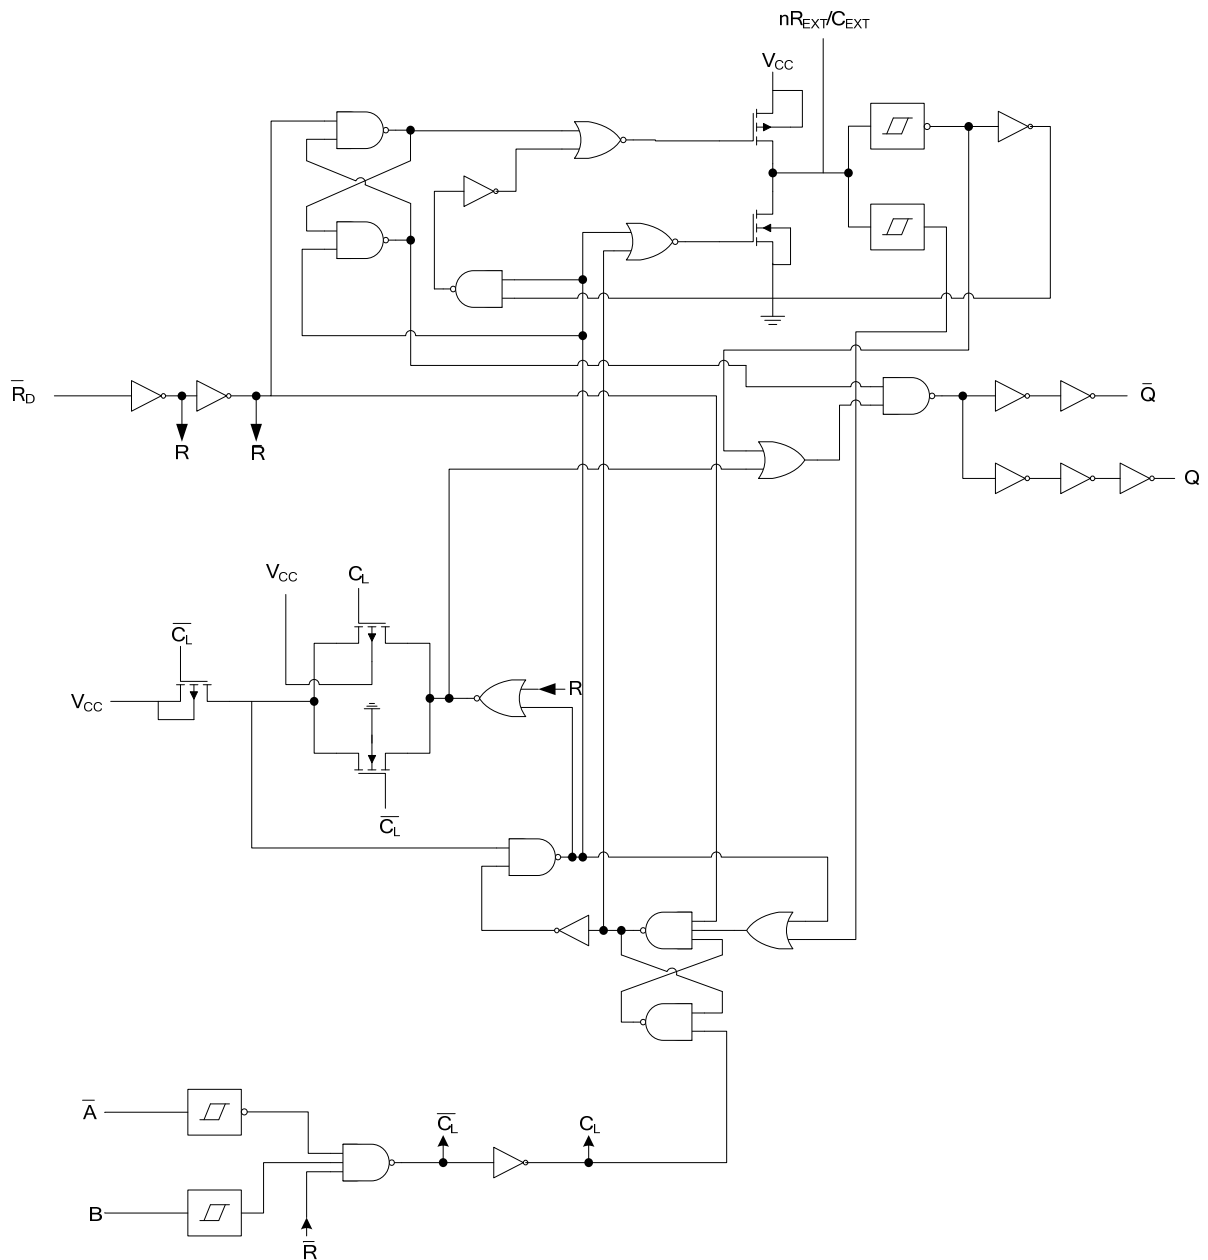 nR_EXT/C_EXT
V_CC
R̅_D
R
R̅
Q̅
Q
V_CC
C_L
C̅_L̅
V_CC
R
C̅_L̅
A̅
C̅_L̅
C_L
B
R̅